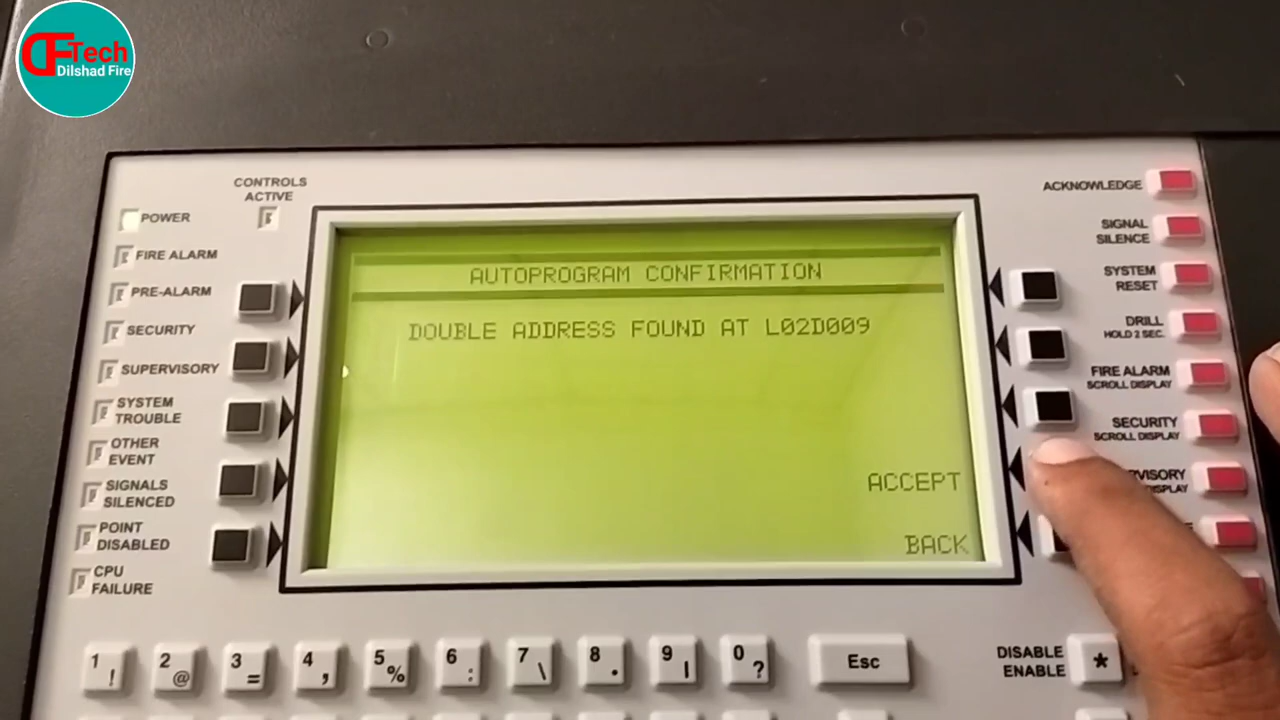 DF Tech
Dilshad Fire
CONTROLS
ACTIVE
POWER
FIRE ALARM
PRE-ALARM
SECURITY
SUPERVISORY
SYSTEM
TROUBLE
OTHER
EVENT
SIGNALS
SILENCED
POINT
DISABLED
CPU
FAILURE
AUTOPROGRAM CONFIRMATION
DOUBLE ADDRESS FOUND AT L02D009
ACCEPT
BACK
ACKNOWLEDGE
SIGNAL
SILENCE
SYSTEM
RESET
DRILL
HOLD 2 SEC.
FIRE ALARM
SCROLL DISPLAY
SECURITY
SCROLL DISPLAY
1 !
2 @
3 =
4 ,
5 %
6 :
7 \
8 .
9 |
0 ?
Esc
DISABLE
ENABLE
*